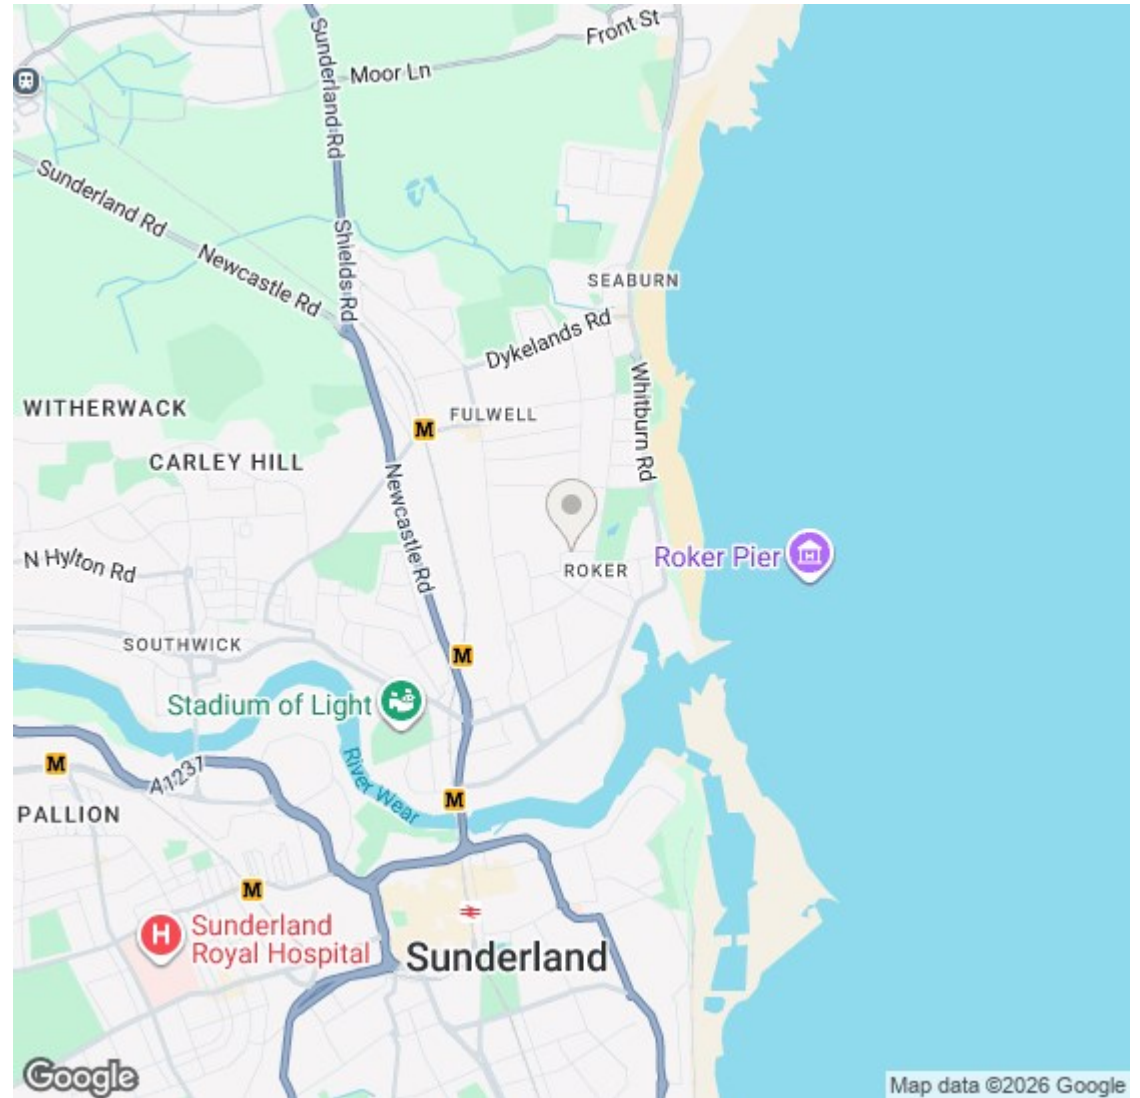 Front St
Moor Ln
Sunderland Rd
Sunderland Rd
Newcastle Rd
Shields Rd
SEABURN
Dykelands Rd
Whitburn Rd
WITHERWACK
FULWELL
M
CARLEY HILL
Newcastle Rd
N Hylton Rd
ROKER
Roker Pier
SOUTHWICK
M
Stadium of Light
River Wear
M
A1231
M
PALLION
M
H
Sunderland
Royal Hospital
Sunderland
Google
Map data ©2026 Google